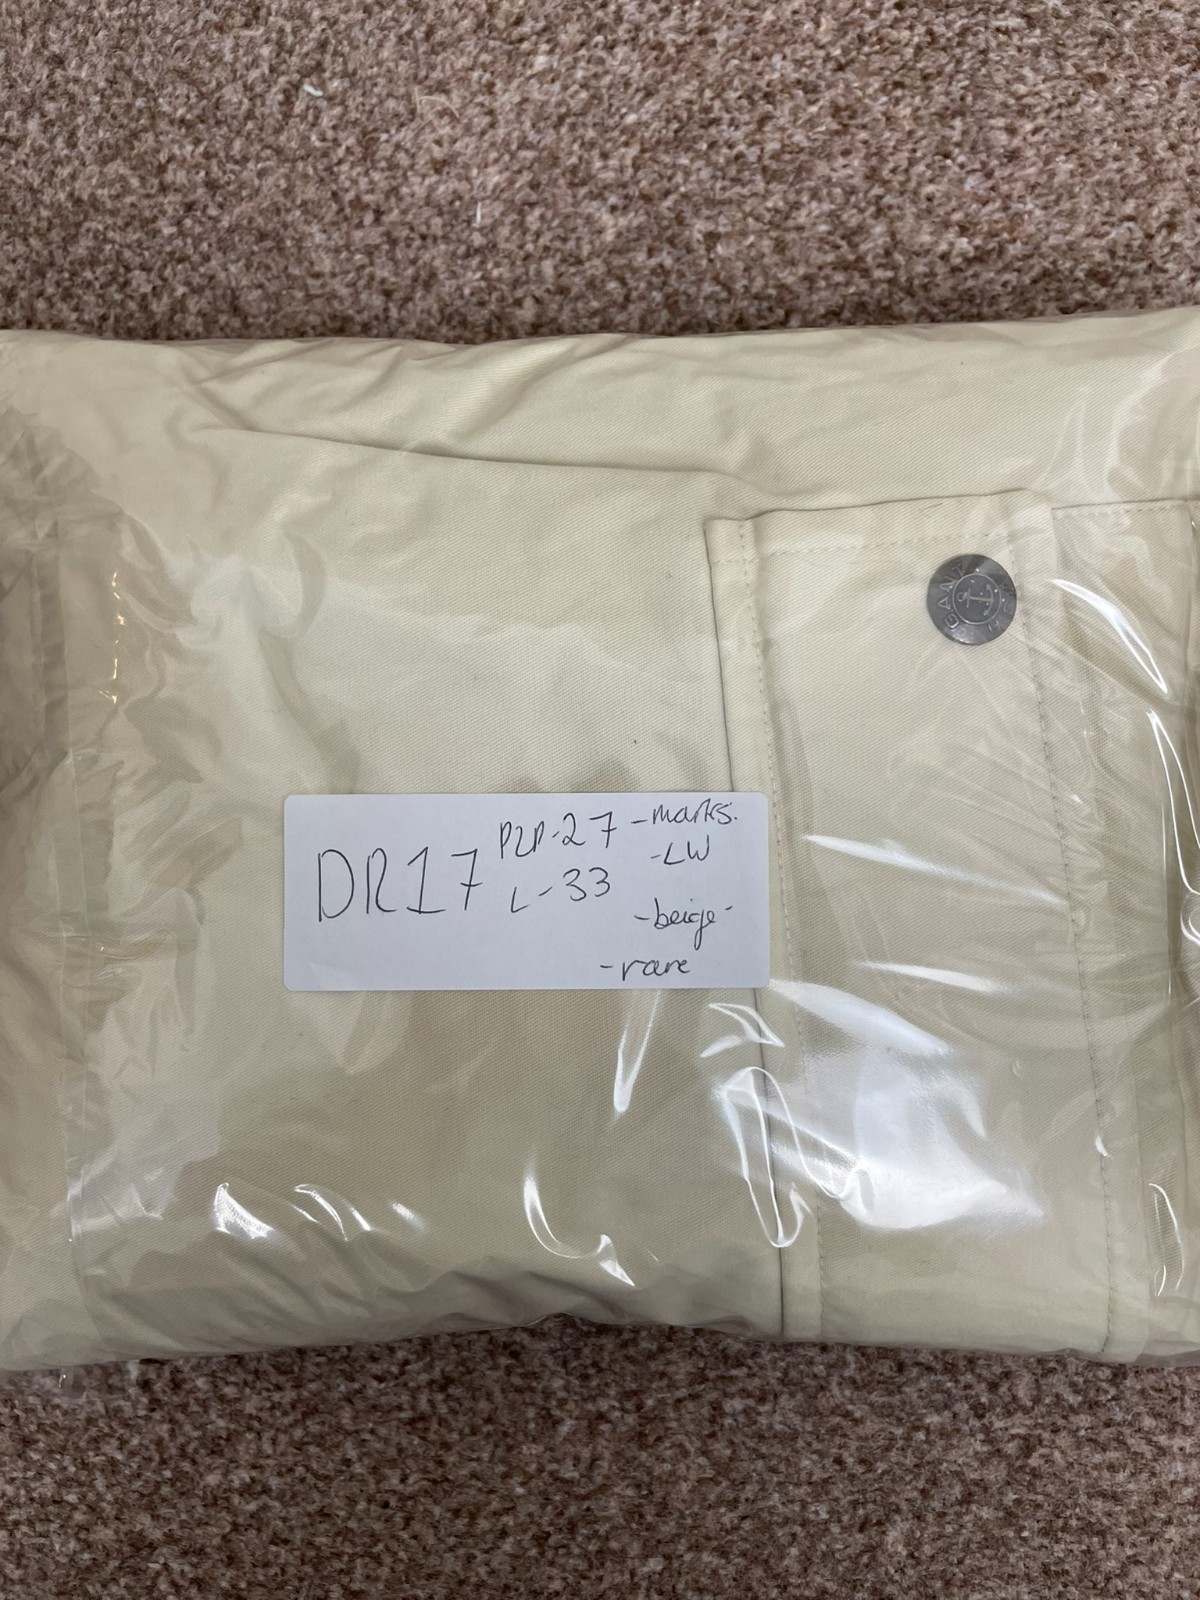 GANT
DR17 P2P-27 -marks.
L-33 -LW
-beige-
-rare